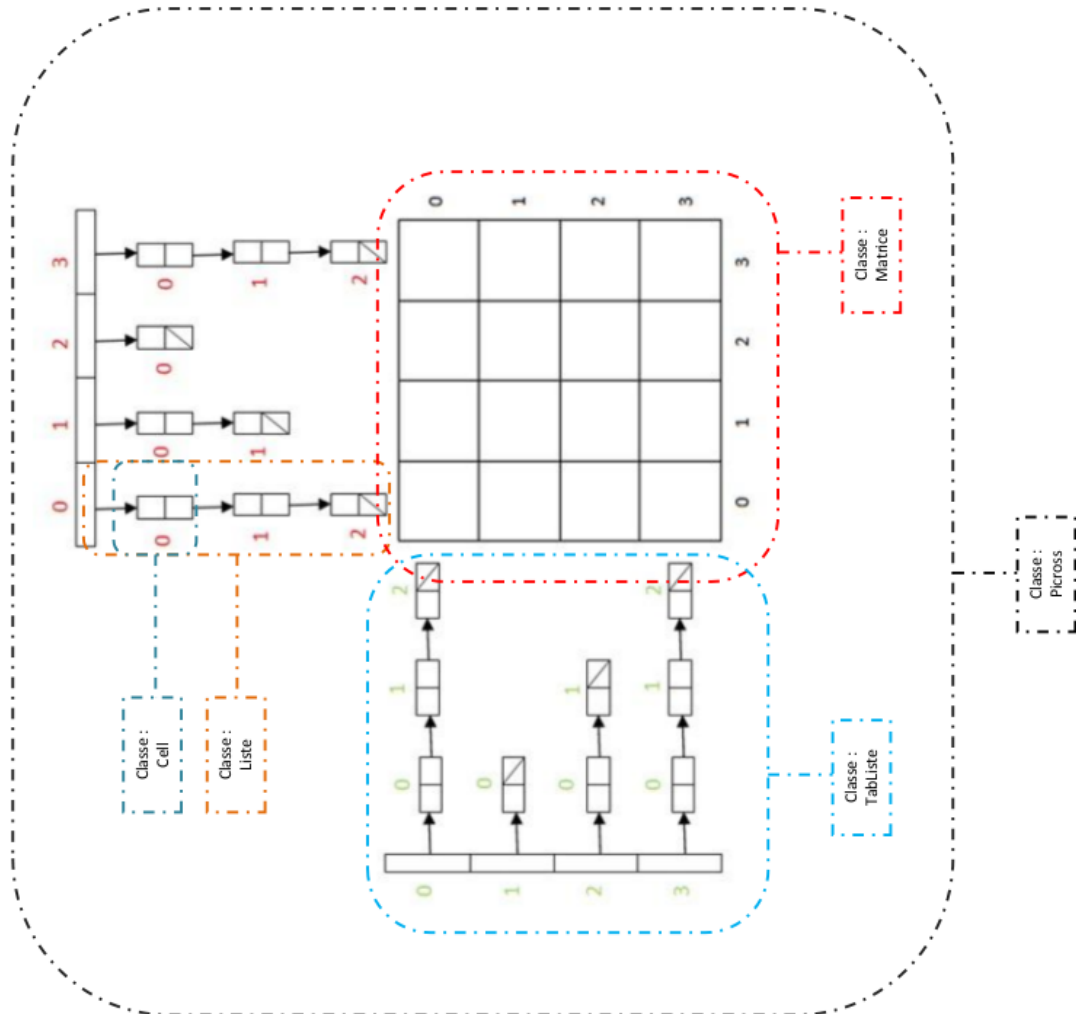 0 1 2 3
Classe :
Cell
0 0 0 0
Classe :
Liste
1 1 1
2 2
0 0 1 2 0
1 0 1
2 0 1 2
3 0 1 2 3
0 1 2 3
Classe :
TabListe
Classe :
Matrice
Classe :
Picross